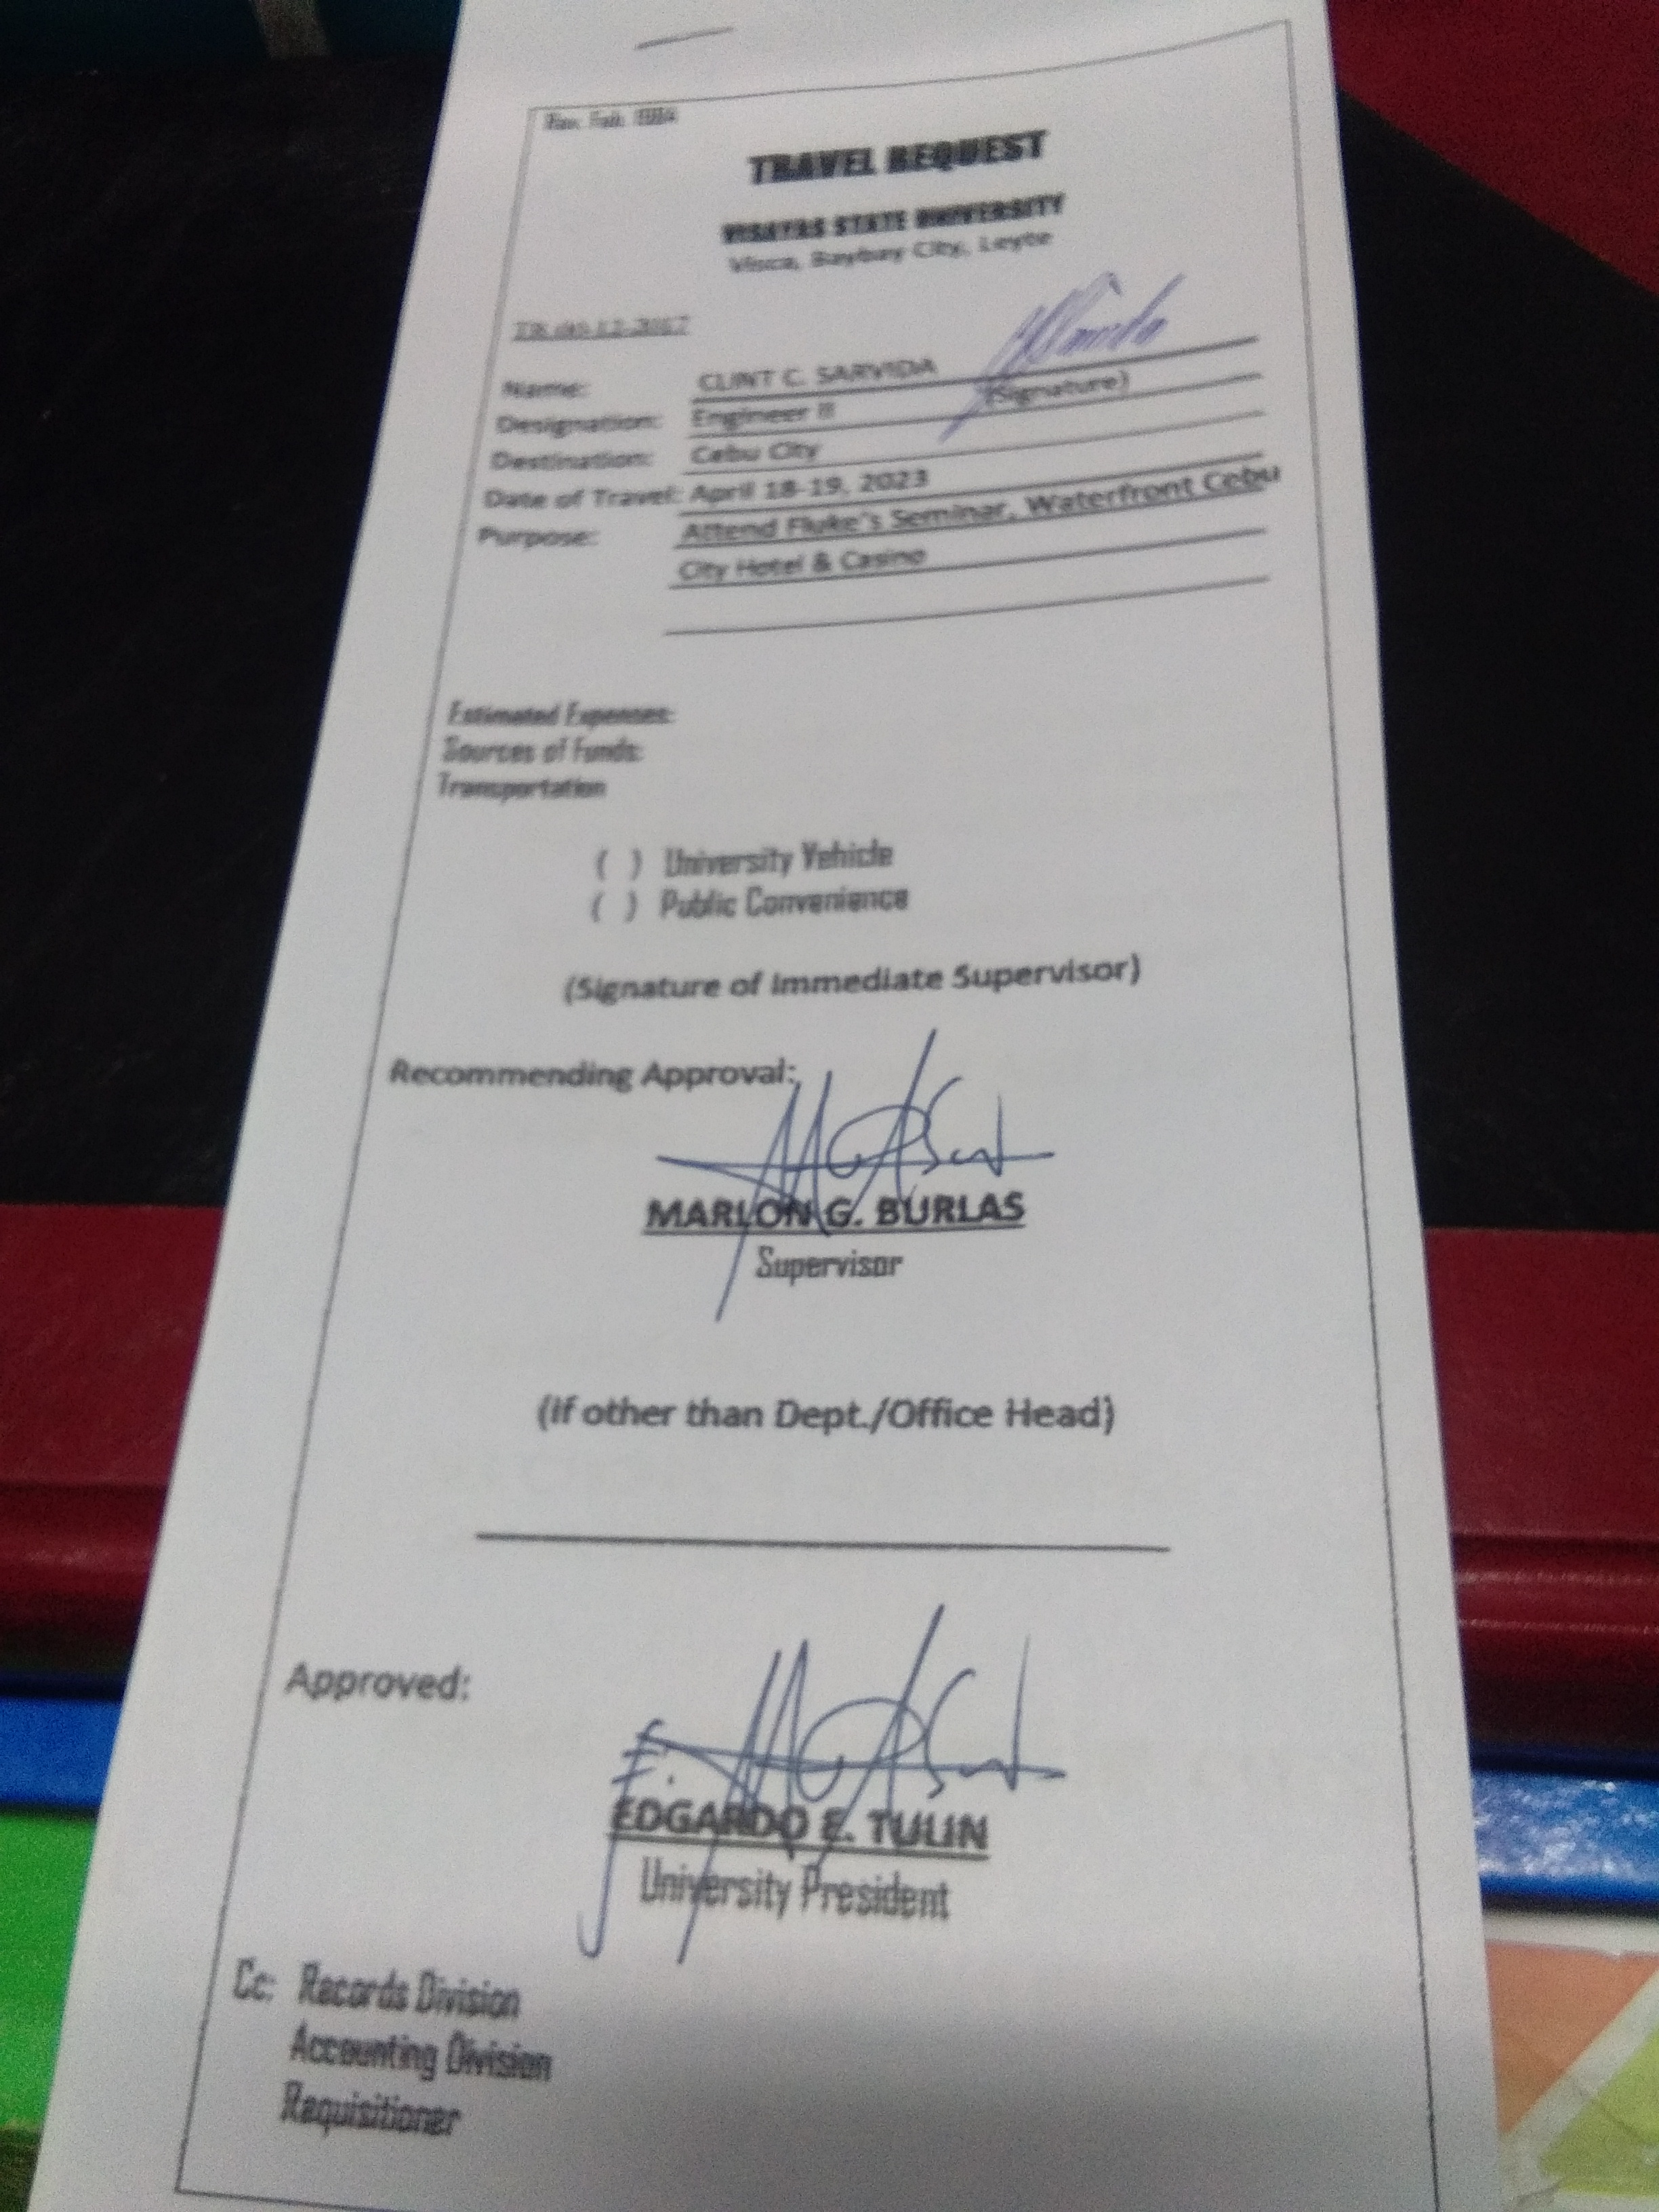 TRAVEL REQUEST
VISAYAS STATE UNIVERSITY
Visca, Baybay City, Leyte
Name: CLINT C. SARVIDA
(Signature)
Designation: Engineer II
Destination: Cebu City
Date of Travel: April 18-19, 2023
Purpose: Attend Fluke's Seminar, Waterfront Cebu
City Hotel & Casino
Estimated Expenses:
Sources of Funds:
Transportation
( ) University Vehicle
( ) Public Convenience
(Signature of Immediate Supervisor)
Recommending Approval:
MARLON G. BURLAS
Supervisor
(If other than Dept./Office Head)
Approved:
EDGARDO E. TULIN
University President
Cc: Records Division
Accounting Division
Requisitioner